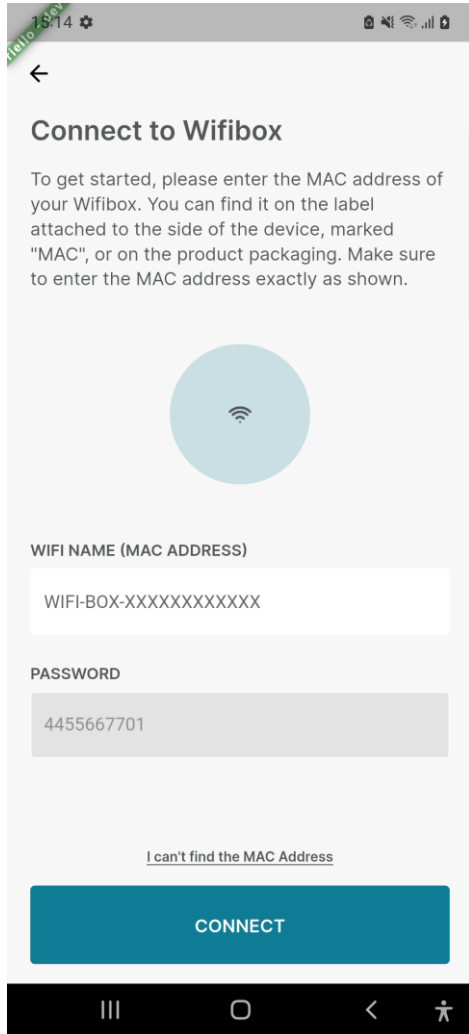 15:14
riello - dev
Connect to Wifibox
To get started, please enter the MAC address of
your Wifibox. You can find it on the label
attached to the side of the device, marked
"MAC", or on the product packaging. Make sure
to enter the MAC address exactly as shown.
WIFI NAME (MAC ADDRESS)
WIFI-BOX-XXXXXXXXXXXX
PASSWORD
4455667701
I can't find the MAC Address
CONNECT